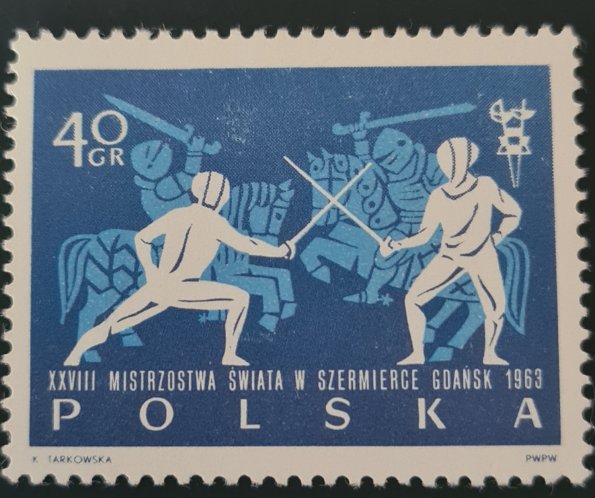 40
GR
XXVIII MISTRZOSTWA ŚWIATA W SZERMIERCE GDAŃSK 1963
POLSKA
K TARKOWSKA PWPW